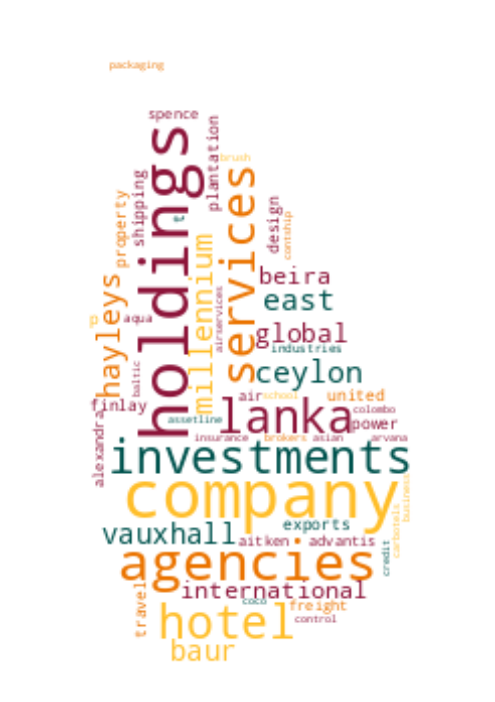 packaging
spence
holdings
plantation
brush
services
shipping
property
t
design
contship
millennium
beira
east
hayleys
airservices
aqua
global
industries
ceylon
baltic
finlay
air
school
united
lanka
colombo
assetline
power
alexandra
insurance
brokers
asian
arvana
investments
company
business
carbotels
exports
vauxhall
aitken
advantis
credit
agencies
travel
international
coco
freight
hotel
control
baur